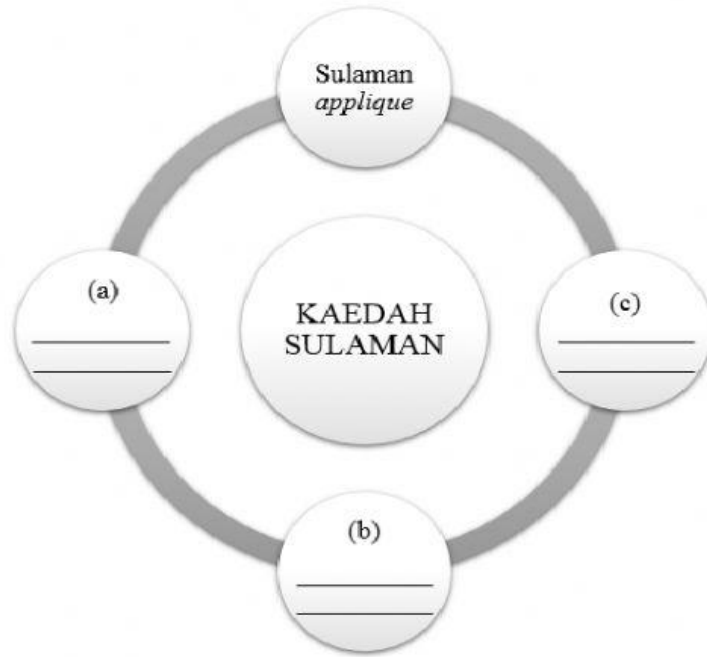 Sulaman
applique
(a)
KAEDAH
SULAMAN
(c)
(b)